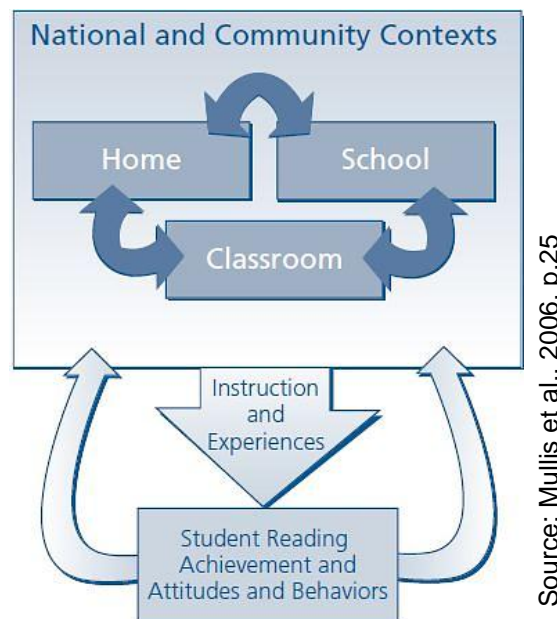 National and Community Contexts
Home
School
Classroom
Instruction
and
Experiences
Student Reading
Achievement and
Attitudes and Behaviors
Source: Mullis et al., 2006, p.25